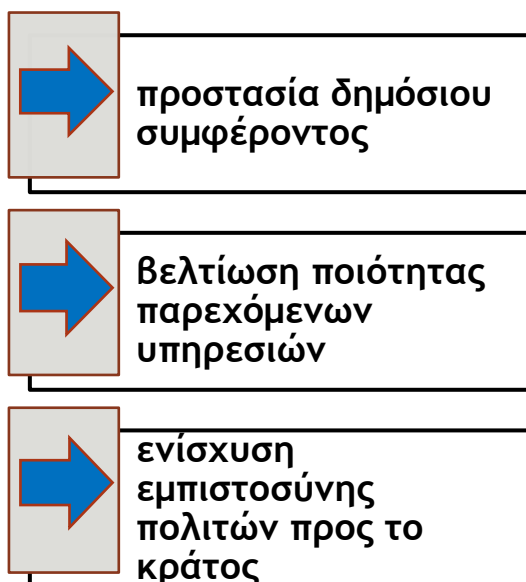 προστασία δημόσιου
συμφέροντος
βελτίωση ποιότητας
παρεχόμενων
υπηρεσιών
ενίσχυση
εμπιστοσύνης
πολιτών προς το
κράτος